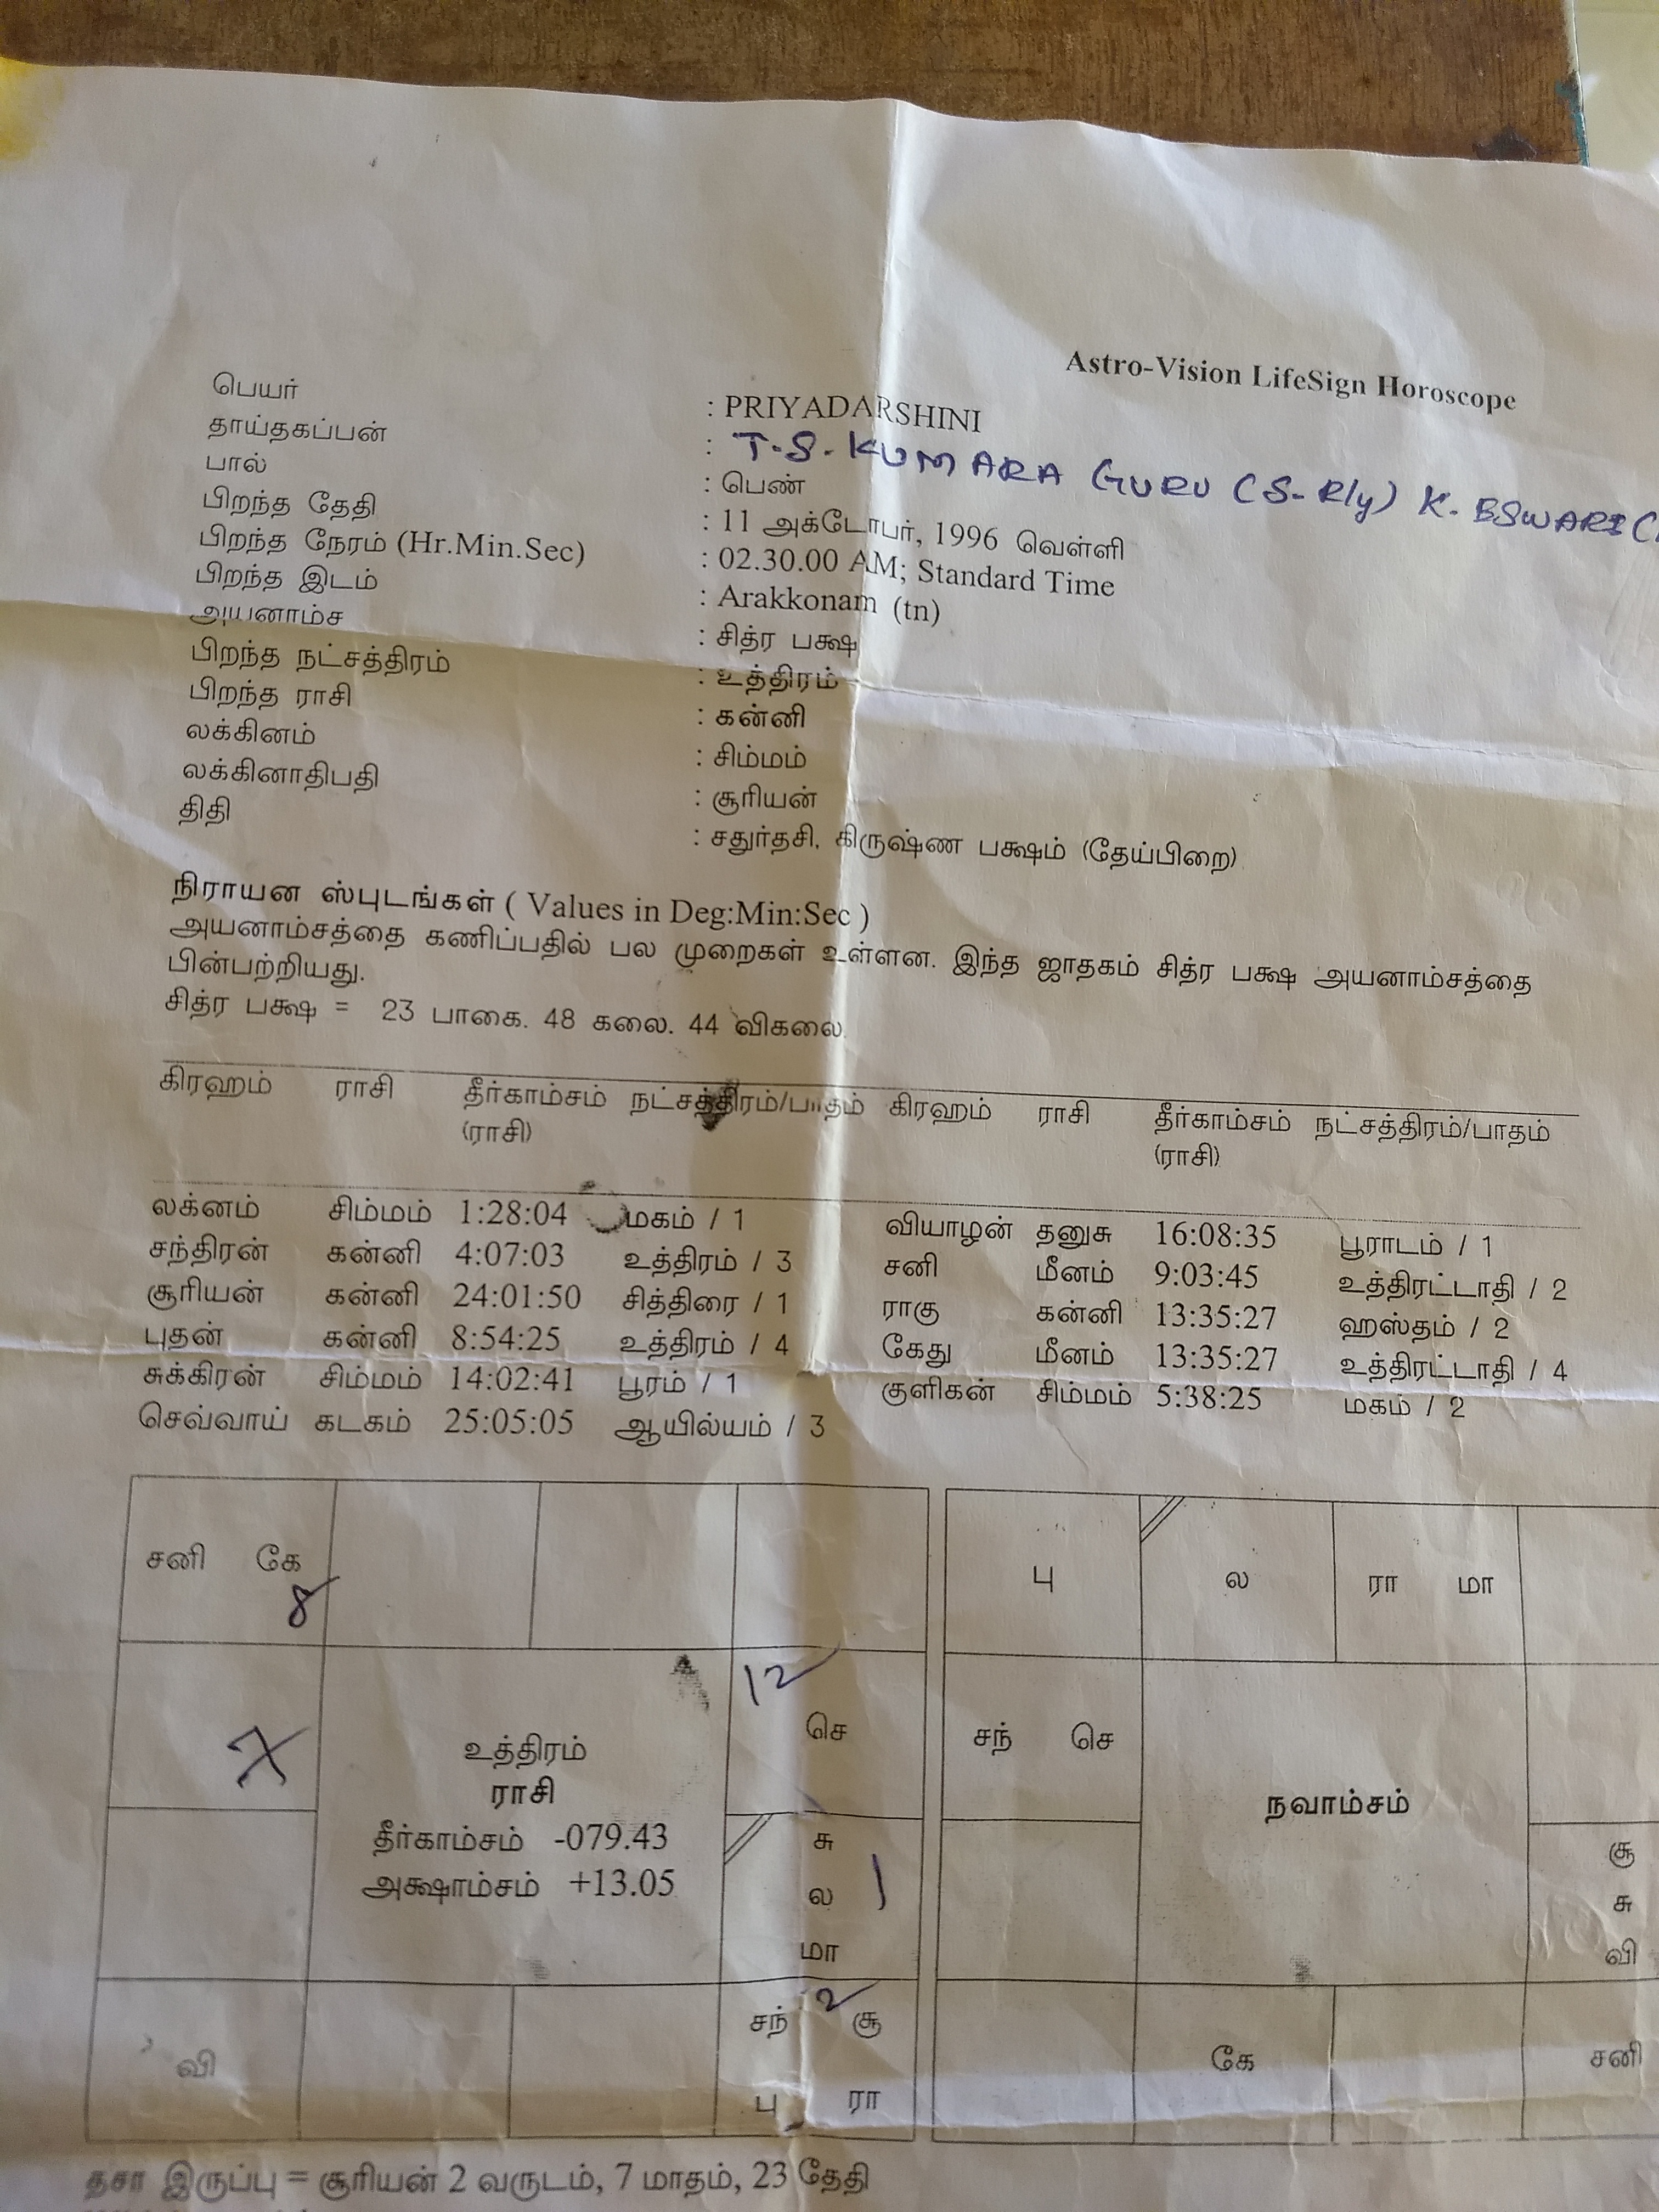 Astro-Vision LifeSign Horoscope
பெயர் : PRIYADARSHINI
தாய்தகப்பன் : T.S. KUMARA GURU (S-Rly) K. ESWARI (
பால் : பெண்
பிறந்த தேதி : 11 அக்டோபர், 1996 வெள்ளி
பிறந்த நேரம் (Hr.Min.Sec) : 02.30.00 AM; Standard Time
பிறந்த இடம் : Arakkonam (tn)
அயனாம்ச : சித்ர பக்ஷ
பிறந்த நட்சத்திரம் : உத்திரம்
பிறந்த ராசி : கன்னி
லக்கினம் : சிம்மம்
லக்கினாதிபதி : சூரியன்
திதி : சதுர்தசி, கிருஷ்ண பக்ஷம் (தேய்பிறை)
நிராயன ஸ்புடங்கள் ( Values in Deg:Min:Sec )
அயனாம்சத்தை கணிப்பதில் பல முறைகள் உள்ளன. இந்த ஜாதகம் சித்ர பக்ஷ அயனாம்சத்தை
பின்பற்றியது.
சித்ர பக்ஷ = 23 பாகை. 48 கலை. 44 விகலை.
கிரஹம் ராசி தீர்காம்சம் நட்சத்திரம்/பாதம் கிரஹம் ராசி தீர்காம்சம் நட்சத்திரம்/பாதம்
(ராசி) (ராசி)
லக்னம் சிம்மம் 1:28:04 மகம் / 1 வியாழன் தனுசு 16:08:35 பூராடம் / 1
சந்திரன் கன்னி 4:07:03 உத்திரம் / 3 சனி மீனம் 9:03:45 உத்திரட்டாதி / 2
சூரியன் கன்னி 24:01:50 சித்திரை / 1 ராகு கன்னி 13:35:27 ஹஸ்தம் / 2
புதன் கன்னி 8:54:25 உத்திரம் / 4 கேது மீனம் 13:35:27 உத்திரட்டாதி / 4
சுக்கிரன் சிம்மம் 14:02:41 பூரம் / 1 குளிகன் சிம்மம் 5:38:25 மகம் / 2
செவ்வாய் கடகம் 25:05:05 ஆயில்யம் / 3
சனி கே பு ல ரா மா
8
12
செ சந் செ
7 உத்திரம்
ராசி நவாம்சம்
தீர்காம்சம் -079.43 சு சூ
அக்ஷாம்சம் +13.05 ல 1 சு
மா வி
சந் 2 சூ
வி கே சனி
பு ரா
தசா இருப்பு = சூரியன் 2 வருடம், 7 மாதம், 23 தேதி